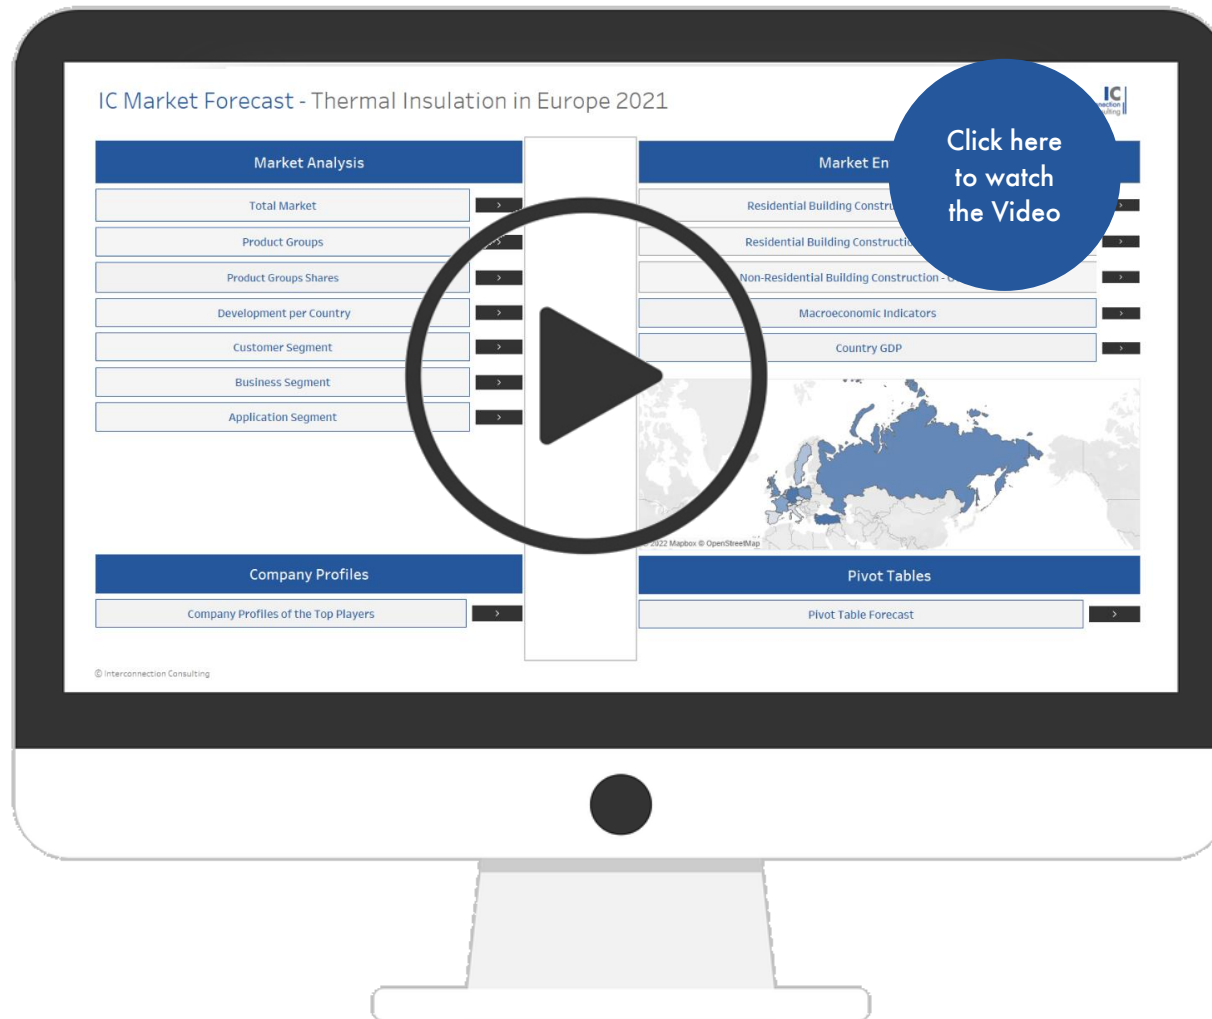 IC Market Forecast - Thermal Insulation in Europe 2021
IC
Click here
to watch
the Video
Market Analysis
Total Market
Product Groups
Product Groups Shares
Development per Country
Customer Segment
Business Segment
Application Segment
Market
Residential Building
Residential Building
Non-Residential Building Construction -
Macroeconomic Indicators
Country GDP
2022 Mapbox © OpenStreetMap
Company Profiles
Company Profiles of the Top Players
Pivot Tables
Pivot Table Forecast
© Interconnection Consulting